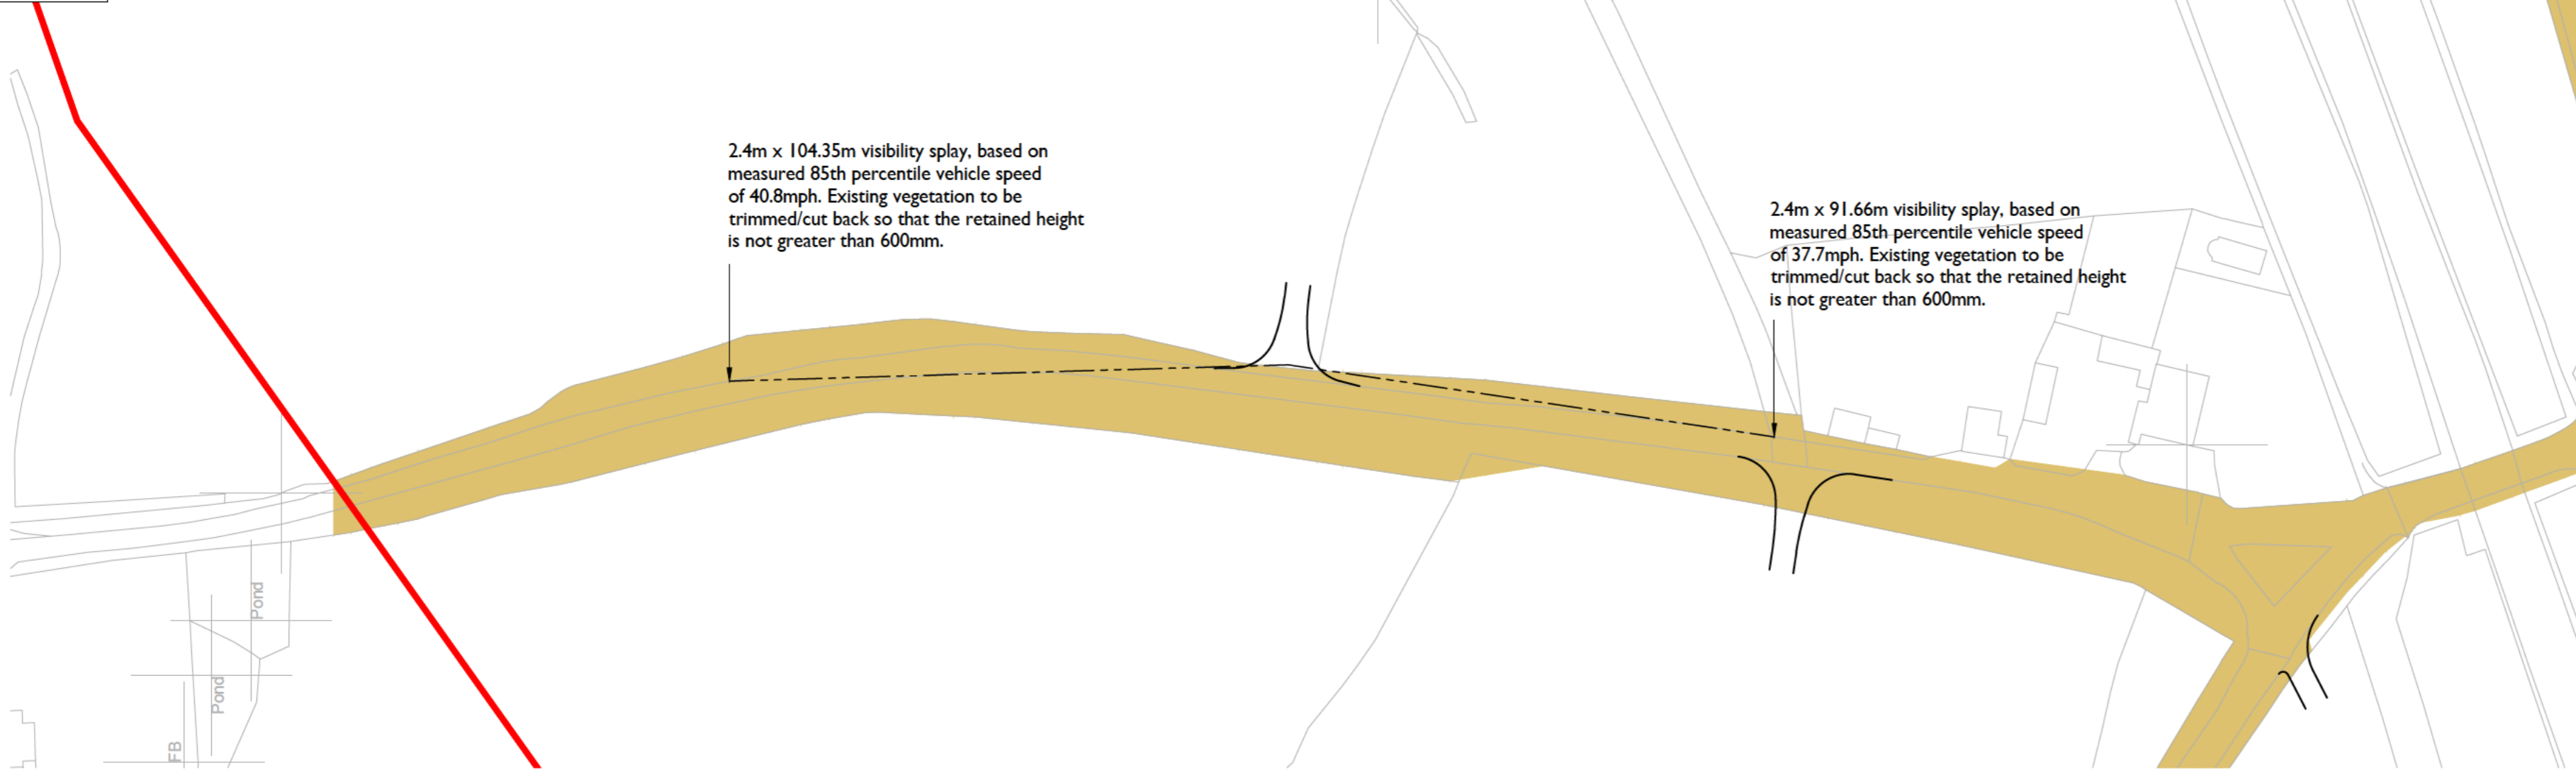 2.4m x 104.35m visibility splay, based on
measured 85th percentile vehicle speed
of 40.8mph. Existing vegetation to be
trimmed/cut back so that the retained height
is not greater than 600mm.
2.4m x 91.66m visibility splay, based on
measured 85th percentile vehicle speed
of 37.7mph. Existing vegetation to be
trimmed/cut back so that the retained height
is not greater than 600mm.
Pond
Pond
FB